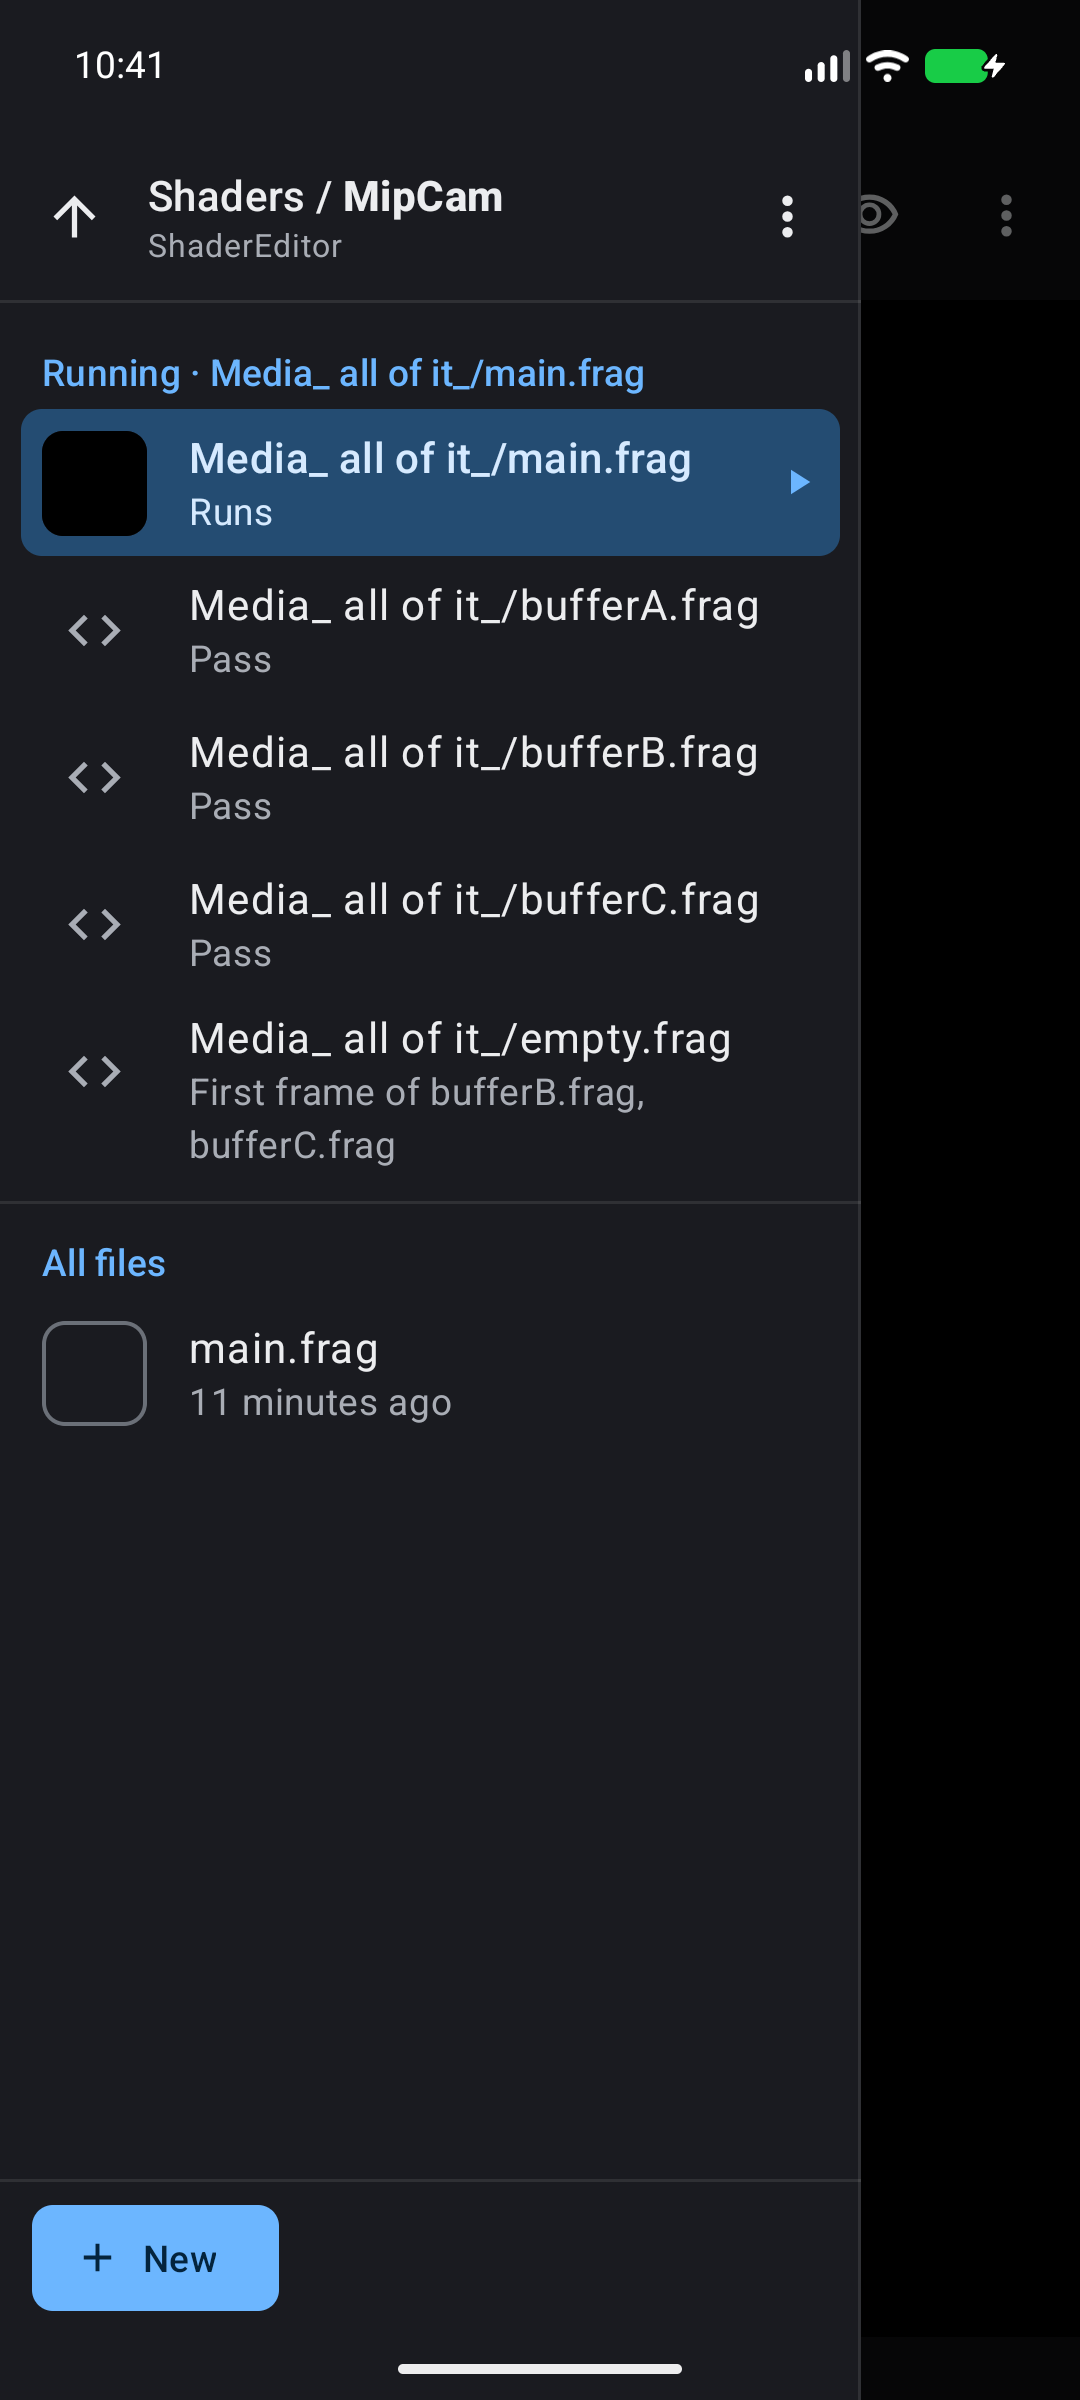 10:41
Shaders / MipCam
ShaderEditor
Running · Media_ all of it_/main.frag
Media_ all of it_/main.frag
Runs
Media_ all of it_/bufferA.frag
Pass
Media_ all of it_/bufferB.frag
Pass
Media_ all of it_/bufferC.frag
Pass
Media_ all of it_/empty.frag
First frame of bufferB.frag,
bufferC.frag
All files
main.frag
11 minutes ago
New